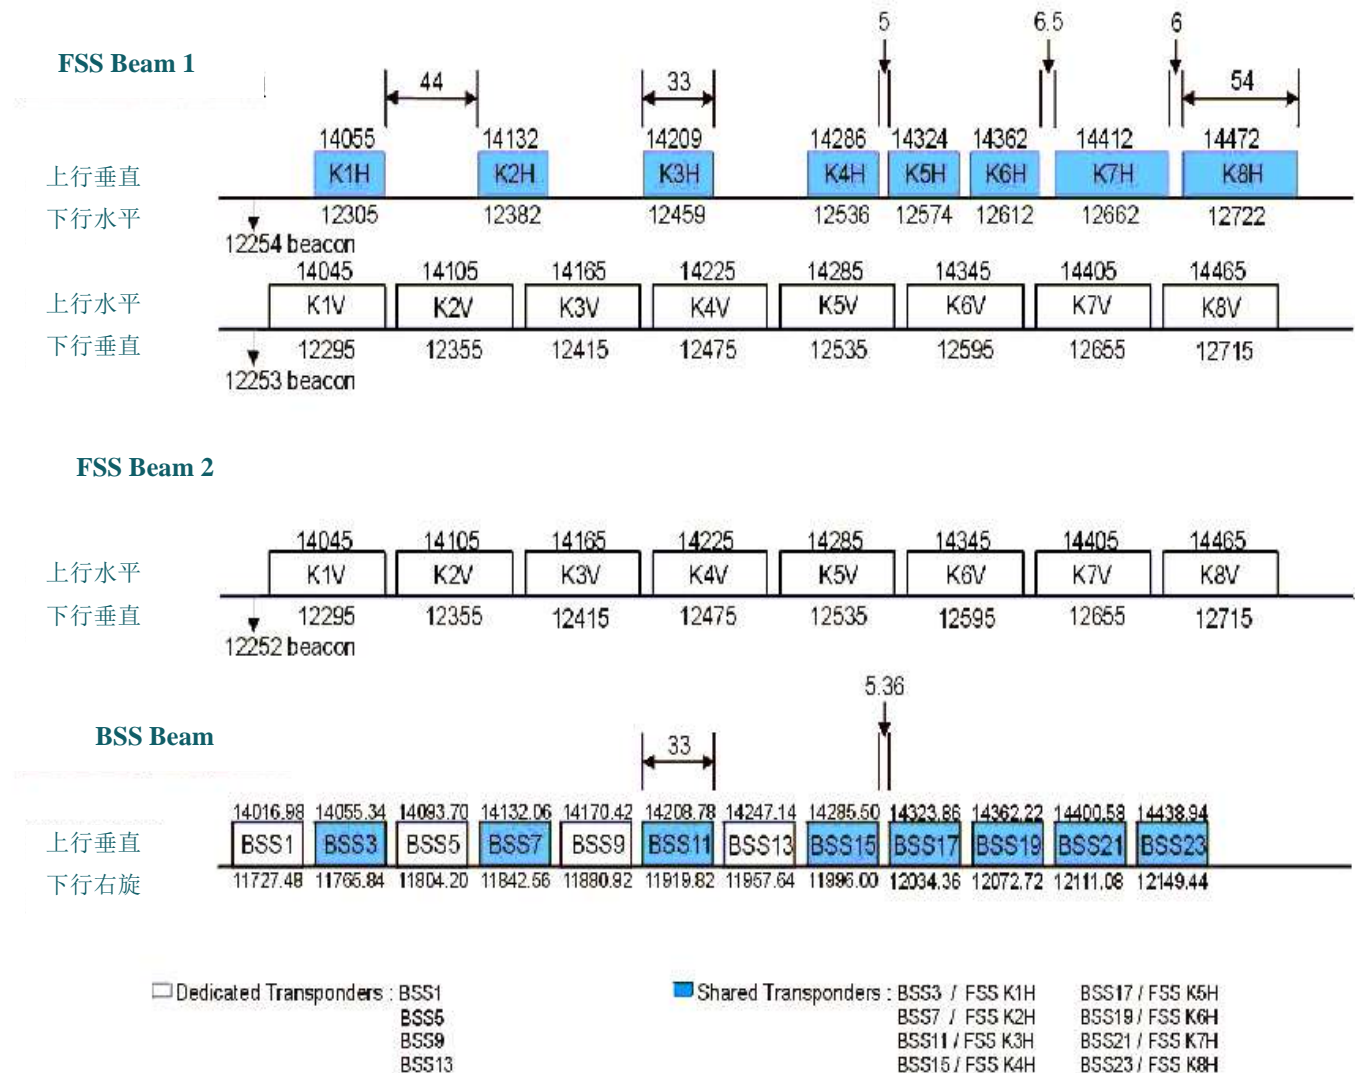 5 6.5 6
FSS Beam 1
44 33 54
14055 14132 14209 14286 14324 14362 14412 14472
上行垂直 K1H K2H K3H K4H K5H K6H K7H K8H
下行水平 12305 12382 12459 12536 12574 12612 12662 12722
12254 beacon
14045 14105 14165 14225 14285 14345 14405 14465
上行水平 K1V K2V K3V K4V K5V K6V K7V K8V
下行垂直 12295 12355 12415 12475 12535 12595 12655 12715
12253 beacon
FSS Beam 2
14045 14105 14165 14225 14285 14345 14405 14465
上行水平 K1V K2V K3V K4V K5V K6V K7V K8V
下行垂直 12295 12355 12415 12475 12535 12595 12655 12715
12252 beacon
5.36
BSS Beam
33
14016.98 14055.34 14093.70 14132.06 14170.42 14208.78 14247.14 14285.50 14323.86 14362.22 14400.58 14438.94
上行垂直 BSS1 BSS3 BSS5 BSS7 BSS9 BSS11 BSS13 BSS15 BSS17 BSS19 BSS21 BSS23
下行右旋 11727.48 11765.84 11804.20 11842.56 11880.92 11919.82 11957.64 11996.00 12034.36 12072.72 12111.08 12149.44
Dedicated Transponders : BSS1 Shared Transponders : BSS3 / FSS K1H BSS17 / FSS K5H
BSS5 BSS7 / FSS K2H BSS19 / FSS K6H
BSS9 BSS11 / FSS K3H BSS21 / FSS K7H
BSS13 BSS15 / FSS K4H BSS23 / FSS K8H